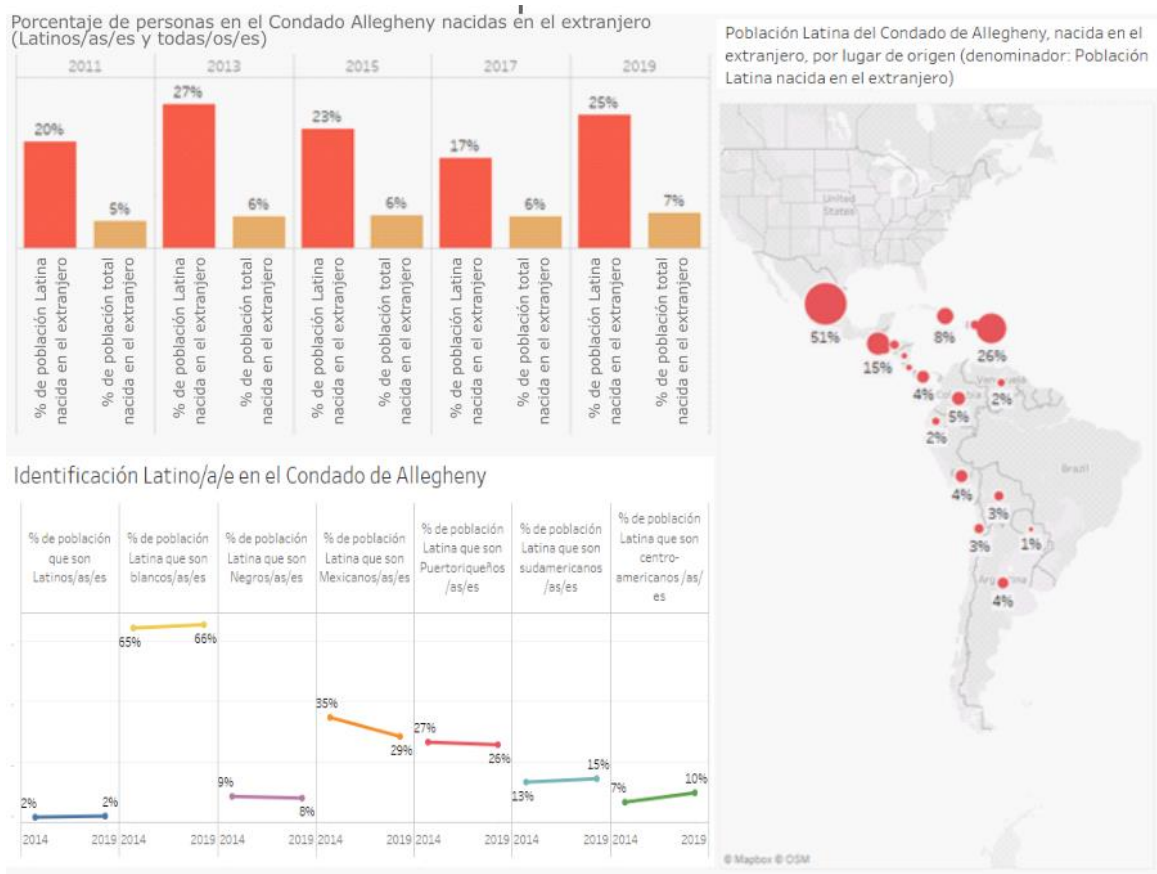 Porcentaje de personas en el Condado Allegheny nacidas en el extranjero
(Latinos/as/es y todas/os/es)
2011
2013
2015
2017
2019
20%
5%
27%
6%
23%
6%
17%
6%
25%
7%
% de población Latina
nacida en el extranjero
% de población total
nacida en el extranjero
% de población Latina
nacida en el extranjero
% de población total
nacida en el extranjero
% de población Latina
nacida en el extranjero
% de población total
nacida en el extranjero
% de población Latina
nacida en el extranjero
% de población total
nacida en el extranjero
% de población Latina
nacida en el extranjero
% de población total
nacida en el extranjero
Población Latina del Condado de Allegheny, nacida en el
extranjero, por lugar de origen (denominador: Población
Latina nacida en el extranjero)
United
States
51%
8%
26%
15%
4%
2%
5%
2%
Brazil
4%
3%
3%
1%
4%
© Mapbox © OSM
Identificación Latino/a/e en el Condado de Allegheny
% de población
que son
Latinos/as/es
% de población
Latina que son
blancos/as/es
% de población
Latina que son
Negros/as/es
% de población
Latina que son
Mexicanos/as/es
% de población
Latina que son
Puertoriqueños
/as/es
% de población
Latina que son
sudamericanos
/as/es
% de población
Latina que son
centro-
americanos /as/
es
2%
2%
65%
66%
9%
8%
35%
29%
27%
26%
13%
15%
7%
10%
2014
2019
2014
2019
2014
2019
2014
2019
2014
2019
2014
2019
2014
2019